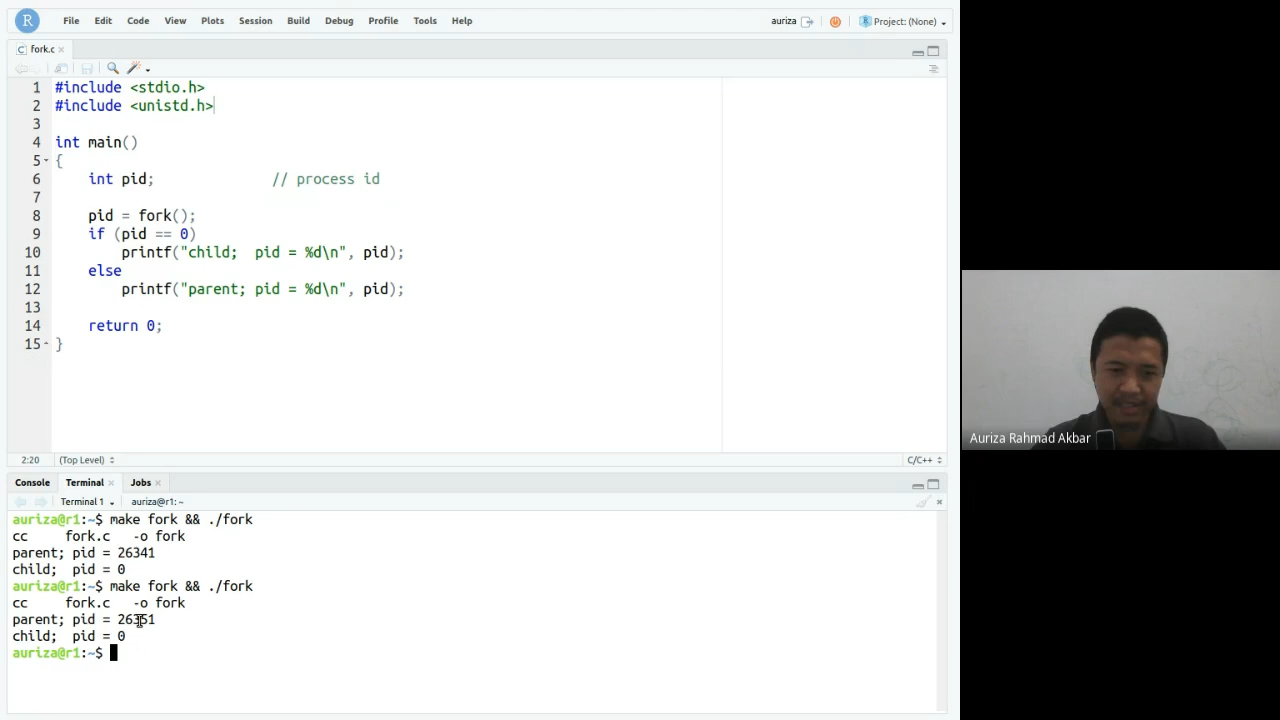 R File Edit Code View Plots Session Build Debug Profile Tools Help auriza R Project: (None)
fork.c
1 #include <stdio.h>
2 #include <unistd.h>
3
4 int main()
5 {
6 int pid; // process id
7
8 pid = fork();
9 if (pid == 0)
10 printf("child;  pid = %d\n", pid);
11 else
12 printf("parent; pid = %d\n", pid);
13
14 return 0;
15 }
2:20 (Top Level) C/C++
Console Terminal Jobs
Terminal 1 auriza@r1: ~
auriza@r1:~$ make fork && ./fork
cc     fork.c   -o fork
parent; pid = 26341
child;  pid = 0
auriza@r1:~$ make fork && ./fork
cc     fork.c   -o fork
parent; pid = 26351
child;  pid = 0
auriza@r1:~$
Auriza Rahmad Akbar